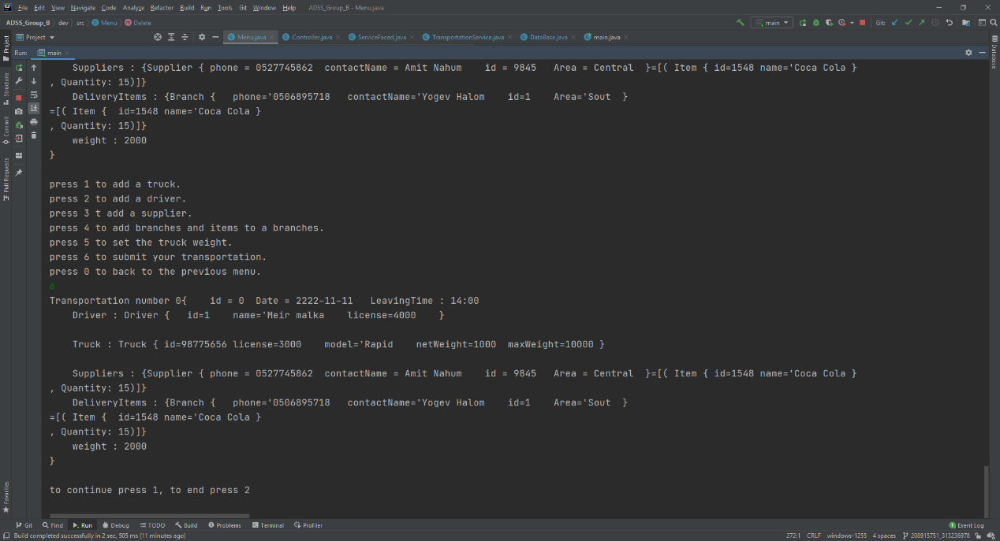 File Edit View Navigate Code Analyze Refactor Build Run Tools Git Window Help ADSS_Group_B - Menu.java
ADSS_Group_B dev src Menu Delete main Git:
Project Menu.java Controller.java ServiceFaced.java TransportationService.java DataBase.java main.java
Run: main
Project
Structure
Commit
Pull Requests
Favorites
Database
Suppliers : {Supplier { phone = 0527745862 contactName = Amit Nahum id = 9845 Area = Central }=[( Item { id=1548 name='Coca Cola }
, Quantity: 15)]}
DeliveryItems : {Branch { phone='0506895718 contactName='Yogev Halom id=1 Area='Sout }
=[( Item { id=1548 name='Coca Cola }
, Quantity: 15)]}
weight : 2000
}
press 1 to add a truck.
press 2 to add a driver.
press 3 t add a supplier.
press 4 to add branches and items to a branches.
press 5 to set the truck weight.
press 6 to submit your transportation.
press 0 to back to the previous menu.
6
Transportation number 0{ id = 0 Date = 2222-11-11 LeavingTime : 14:00
Driver : Driver { id=1 name='Meir malka license=4000 }
Truck : Truck { id=98775656 license=3000 model='Rapid netWeight=1000 maxWeight=10000 }
Suppliers : {Supplier { phone = 0527745862 contactName = Amit Nahum id = 9845 Area = Central }=[( Item { id=1548 name='Coca Cola }
, Quantity: 15)]}
DeliveryItems : {Branch { phone='0506895718 contactName='Yogev Halom id=1 Area='Sout }
=[( Item { id=1548 name='Coca Cola }
, Quantity: 15)]}
weight : 2000
}
to continue press 1, to end press 2
Git Find Run Debug TODO Build Problems Terminal Profiler 1 Event Log
Build completed successfully in 2 sec, 505 ms (11 minutes ago) 272:1 CRLF windows-1255 4 spaces 208915751_313236978